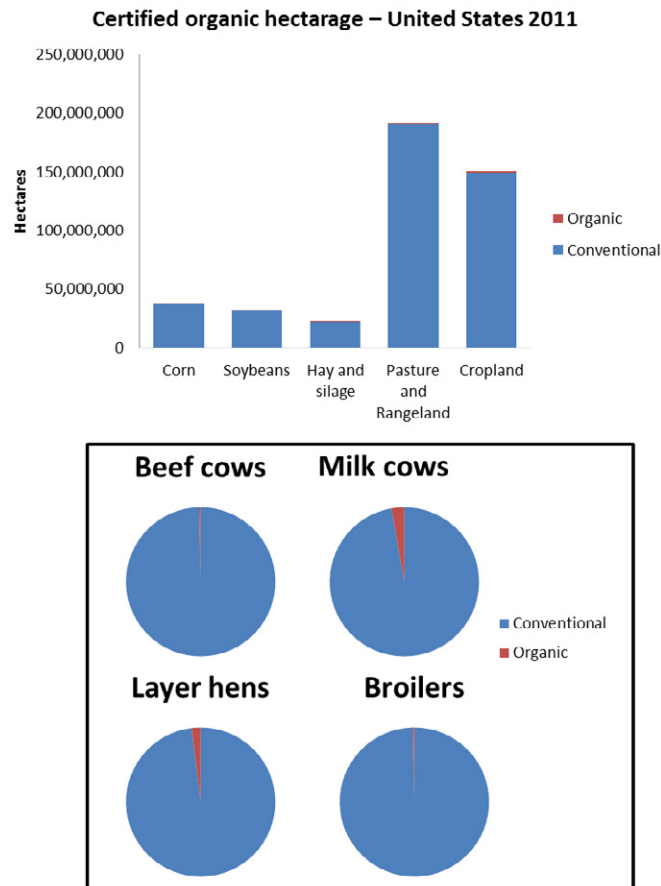 Certified organic hectarage – United States 2011
250,000,000
200,000,000
150,000,000
100,000,000
50,000,000
0
Hectares
Corn
Soybeans
Hay and
silage
Pasture
and
Rangeland
Cropland
Organic
Conventional
Beef cows
Milk cows
Conventional
Organic
Layer hens
Broilers